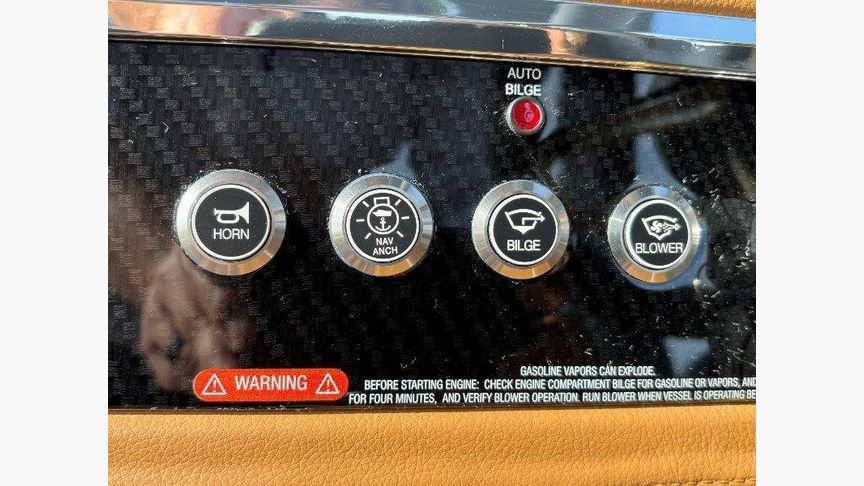 AUTO
BILGE
HORN
NAV
ANCH
BILGE
BLOWER
WARNING
GASOLINE VAPORS CAN EXPLODE.
BEFORE STARTING ENGINE: CHECK ENGINE COMPARTMENT BILGE FOR GASOLINE OR VAPORS, AND
FOR FOUR MINUTES, AND VERIFY BLOWER OPERATION. RUN BLOWER WHEN VESSEL IS OPERATING BE